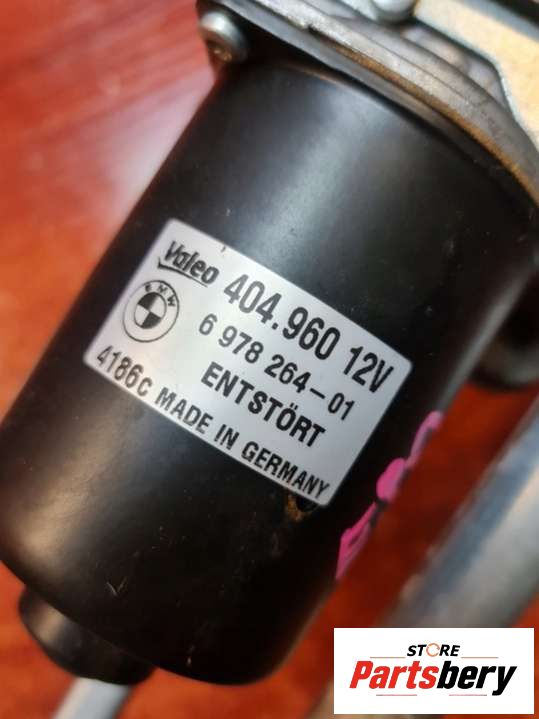 Valeo 404.960 12V
BMW 6 978 264-01
ENTSTÖRT
4186c MADE IN GERMANY
STORE
Partsbery